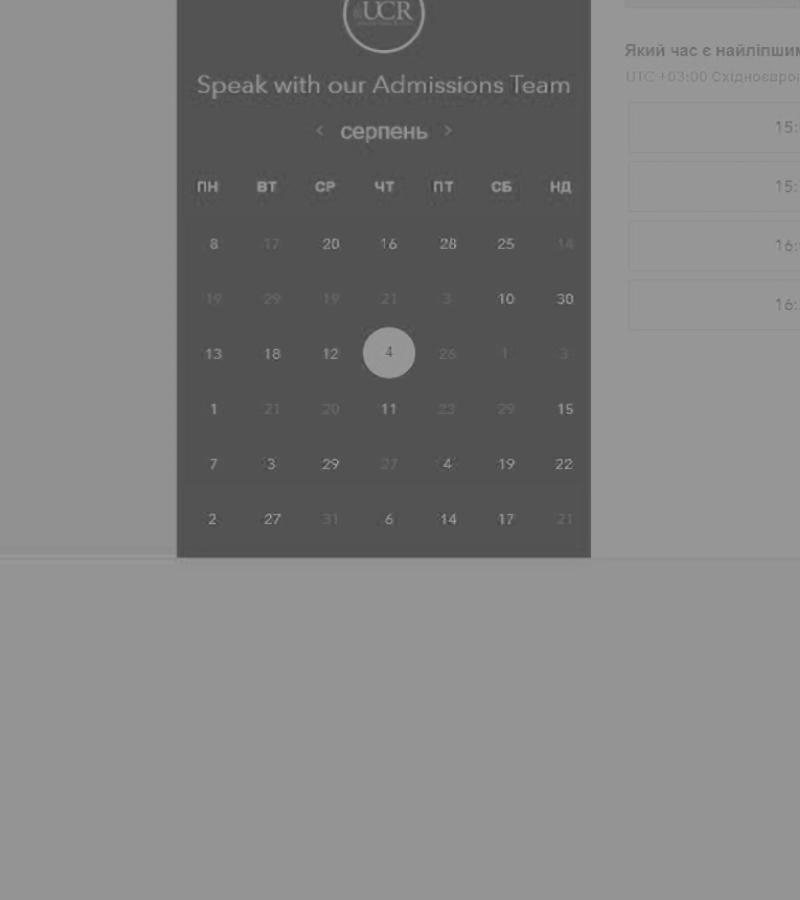 UCR
Speak with our Admissions Team
‹ серпень ›
ПН ВТ СР ЧТ ПТ СБ НД
8 17 20 16 28 25 14
19 29 19 21 3 10 30
13 18 12 4 26 1 3
1 21 20 11 23 29 15
7 3 29 27 4 19 22
2 27 31 6 14 17 21
Який час є
UTC +03:00
15:
15:
16:
16: